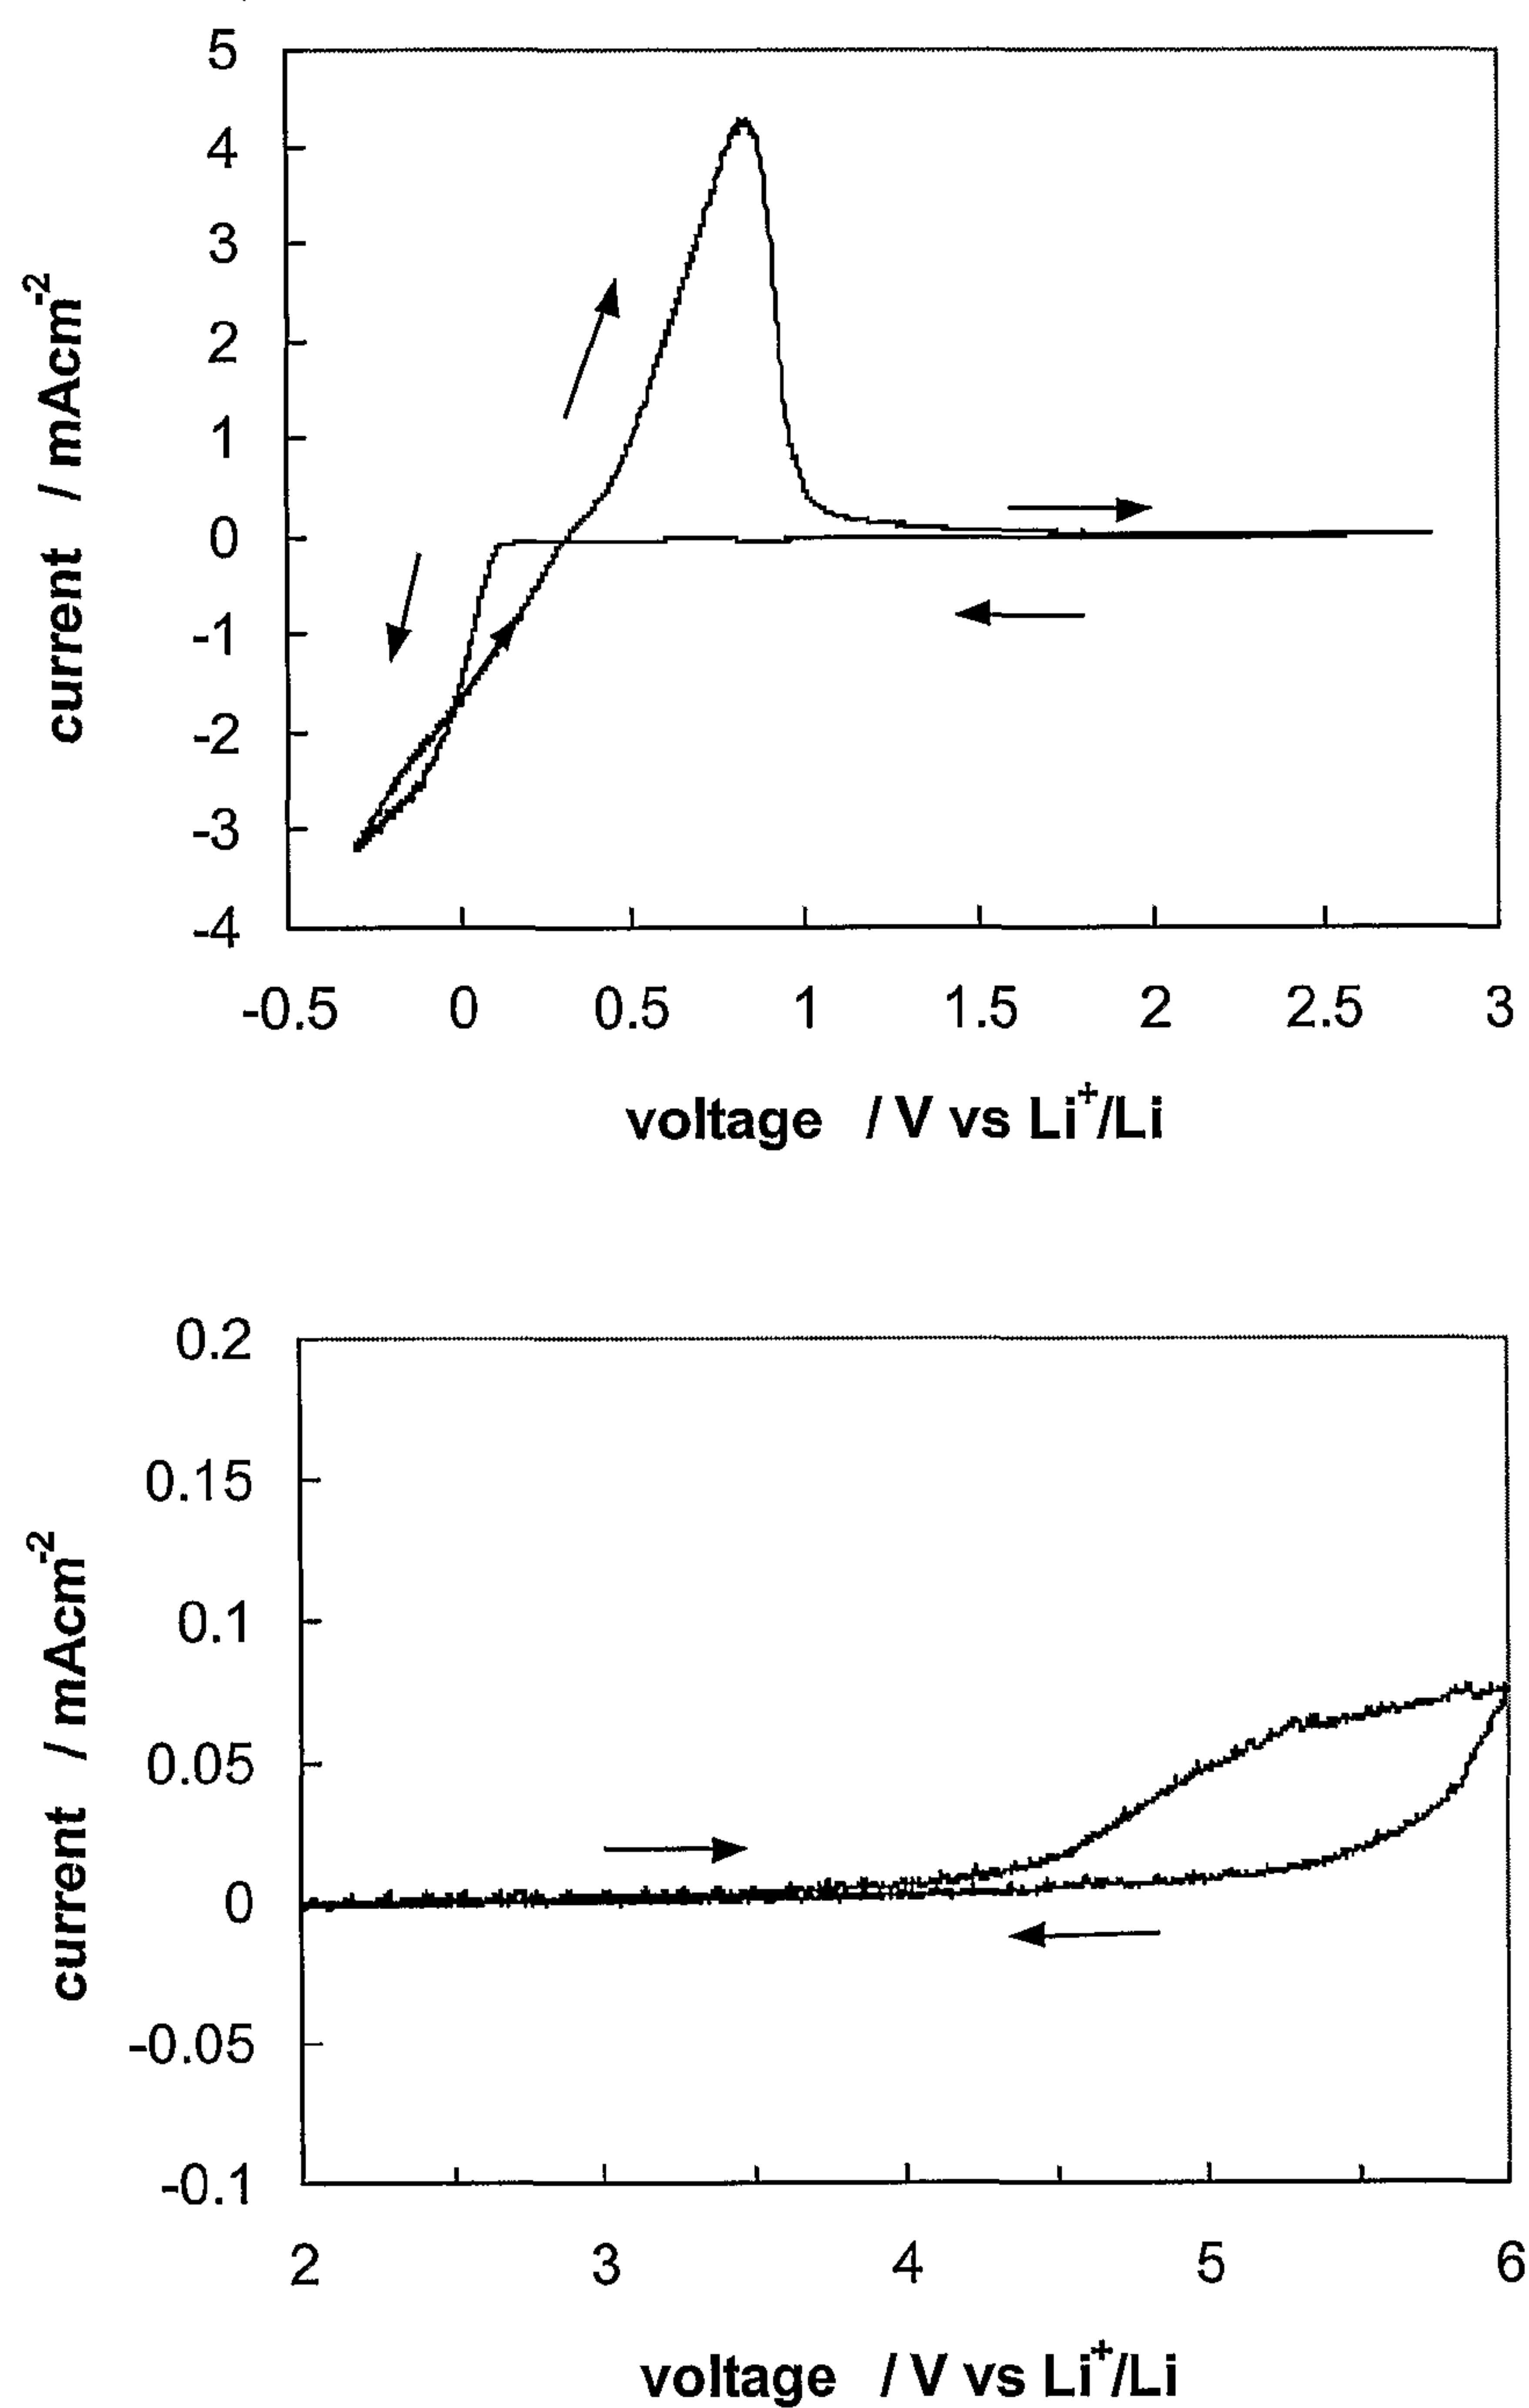 5
4
3
2
1
0
-1
-2
-3
-4
current / mAcm-2
-0.5 0 0.5 1 1.5 2 2.5 3
voltage / V vs Li+/Li
0.2
0.15
0.1
0.05
0
-0.05
-0.1
current / mAcm-2
2 3 4 5 6
voltage / V vs Li+/Li